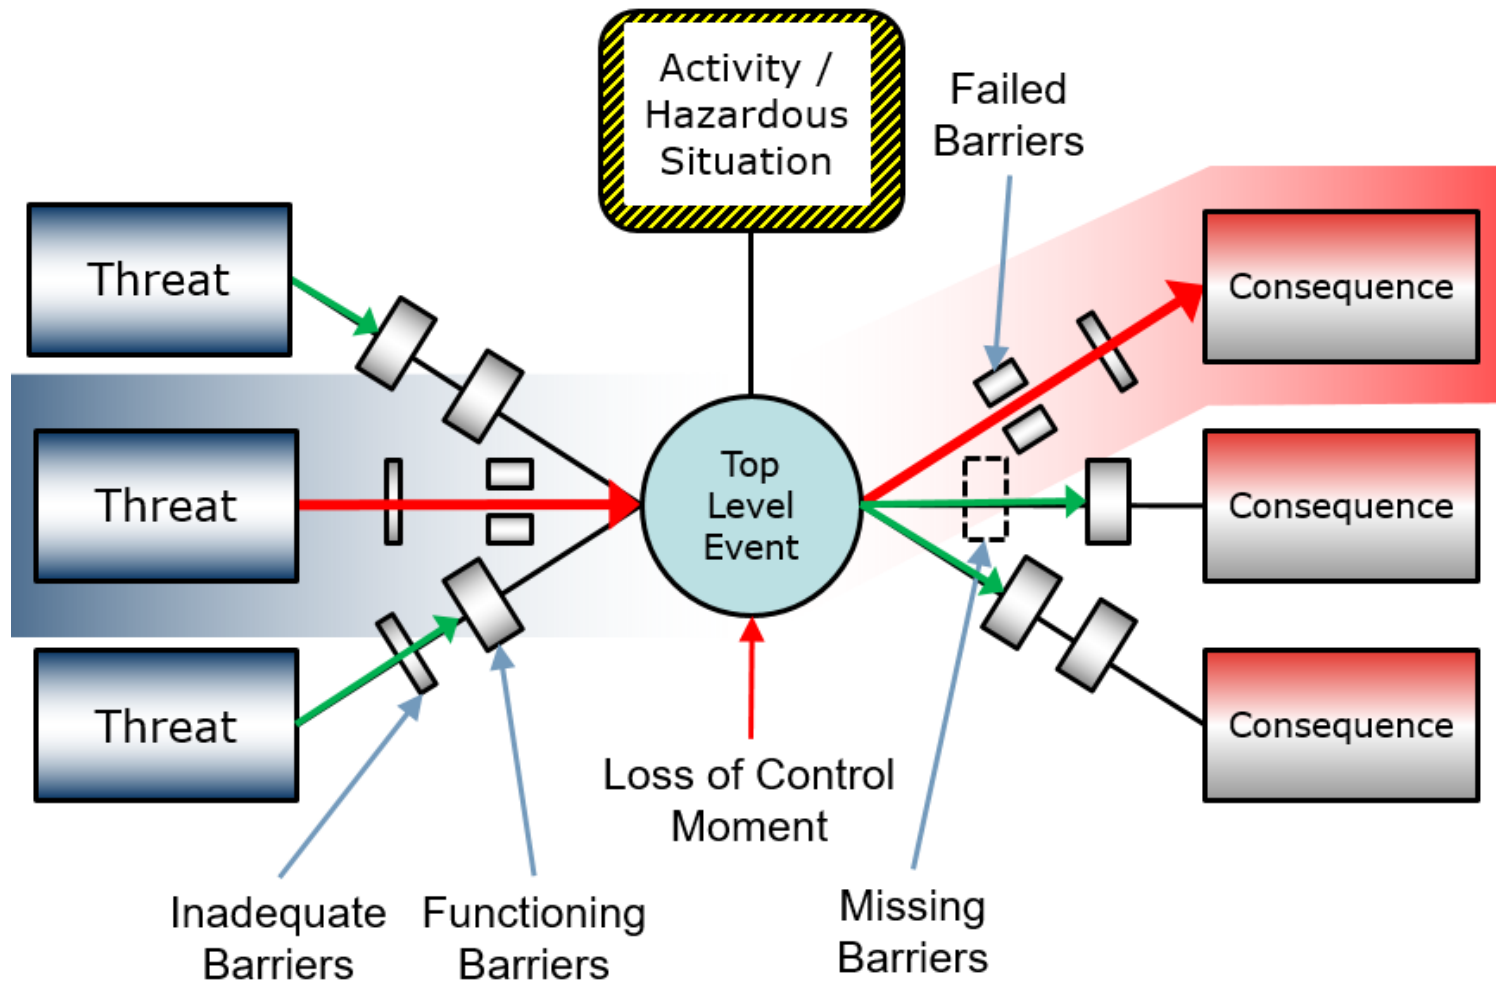 Activity /
Hazardous
Situation
Failed
Barriers
Threat
Consequence
Threat
Top
Level
Event
Consequence
Threat
Consequence
Loss of Control
Moment
Inadequate
Barriers
Functioning
Barriers
Missing
Barriers